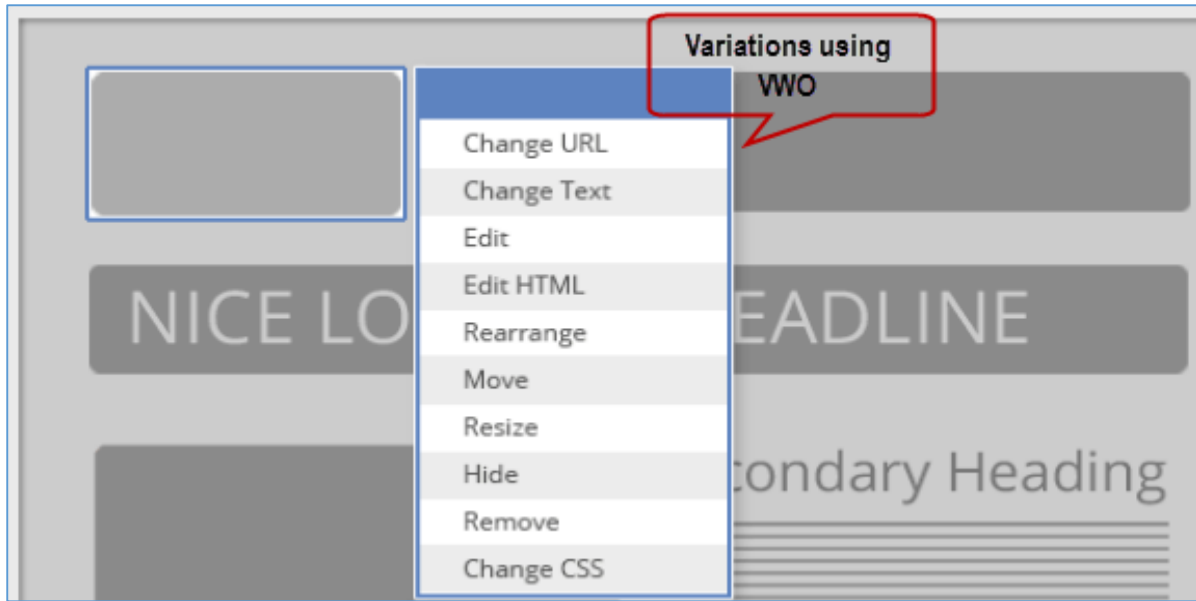 Variations using
VWO
Change URL
Change Text
Edit
Edit HTML
Rearrange
Move
Resize
Hide
Remove
Change CSS
NICE LO EADLINE
condary Heading